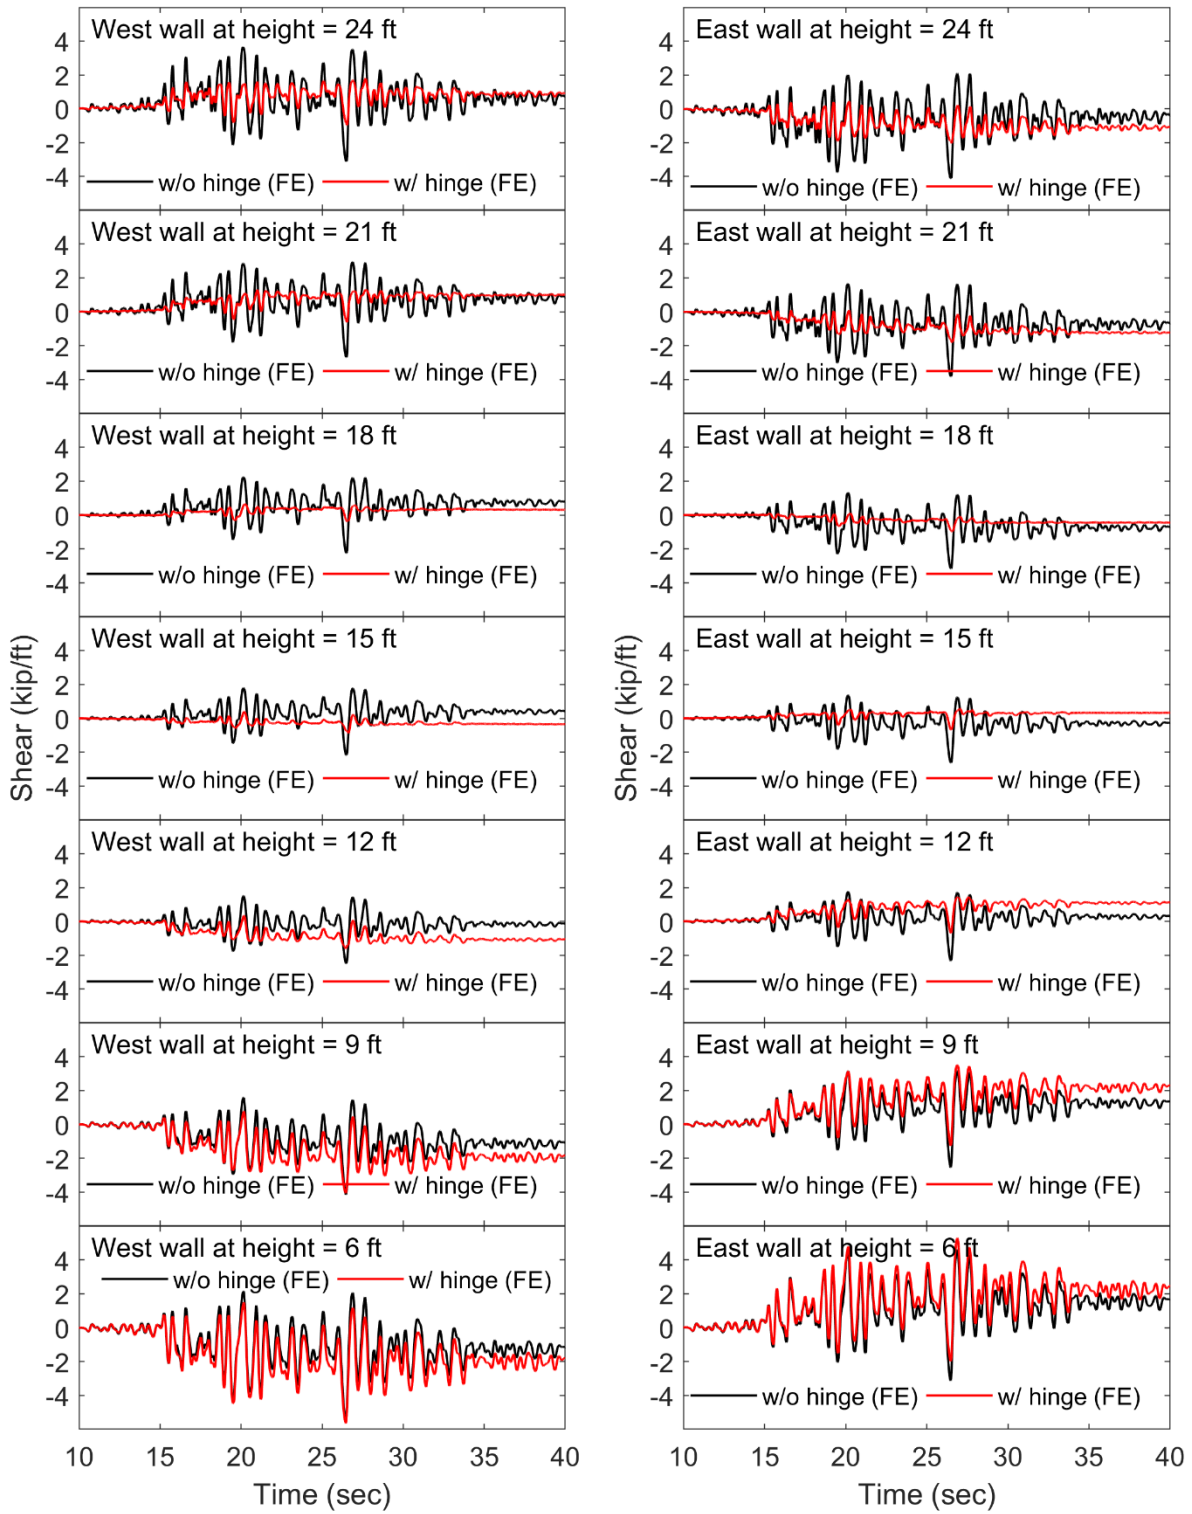 West wall at height = 24 ft
4
2
0
-2
-4
w/o hinge (FE) w/ hinge (FE)
West wall at height = 21 ft
4
2
0
-2
-4
w/o hinge (FE) w/ hinge (FE)
West wall at height = 18 ft
4
2
0
-2
-4
w/o hinge (FE) w/ hinge (FE)
West wall at height = 15 ft
4
2
0
-2
-4
w/o hinge (FE) w/ hinge (FE)
West wall at height = 12 ft
4
2
0
-2
-4
w/o hinge (FE) w/ hinge (FE)
West wall at height = 9 ft
4
2
0
-2
-4
w/o hinge (FE) w/ hinge (FE)
West wall at height = 6 ft
w/o hinge (FE) w/ hinge (FE)
4
2
0
-2
-4
10 15 20 25 30 35 40
Time (sec)
Shear (kip/ft)
East wall at height = 24 ft
4
2
0
-2
-4
w/o hinge (FE) w/ hinge (FE)
East wall at height = 21 ft
4
2
0
-2
-4
w/o hinge (FE) w/ hinge (FE)
East wall at height = 18 ft
4
2
0
-2
-4
w/o hinge (FE) w/ hinge (FE)
East wall at height = 15 ft
4
2
0
-2
-4
w/o hinge (FE) w/ hinge (FE)
East wall at height = 12 ft
4
2
0
-2
-4
w/o hinge (FE) w/ hinge (FE)
East wall at height = 9 ft
4
2
0
-2
-4
w/o hinge (FE) w/ hinge (FE)
East wall at height = 6 ft
4
2
0
-2
-4
w/o hinge (FE) w/ hinge (FE)
10 15 20 25 30 35 40
Time (sec)
Shear (kip/ft)